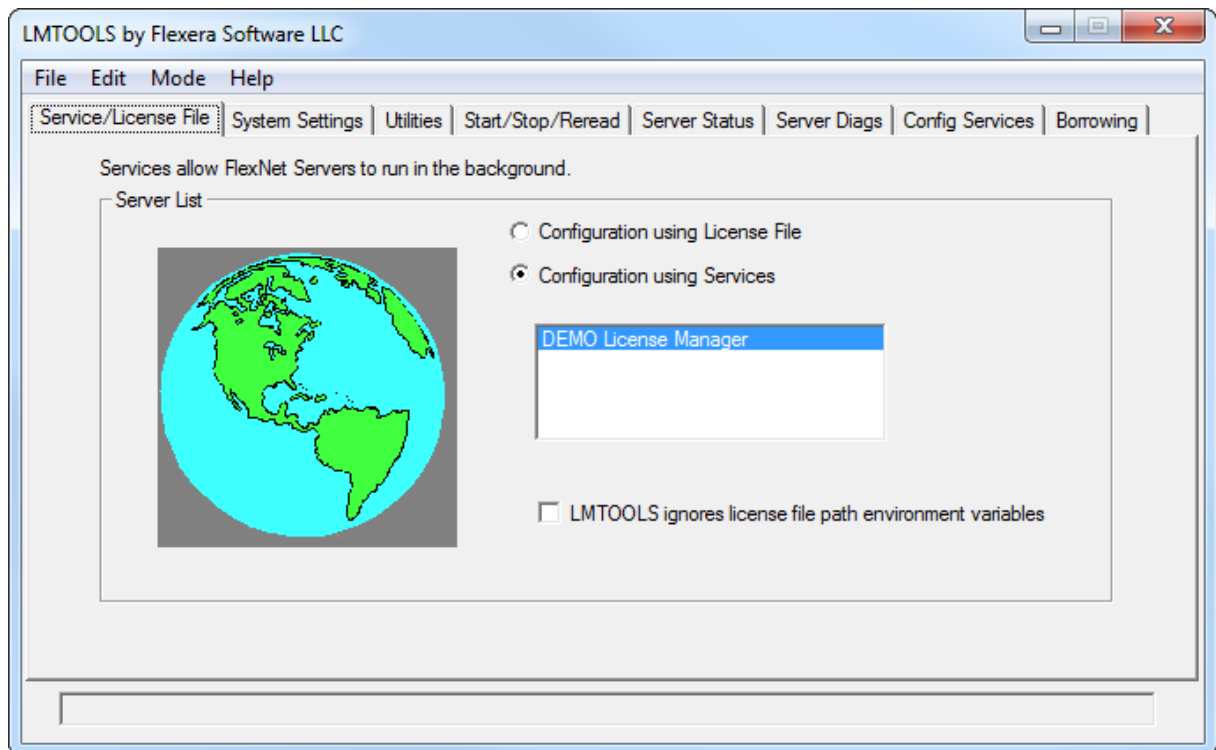 LMTOOLS by Flexera Software LLC
File Edit Mode Help
Service/License File System Settings Utilities Start/Stop/Reread Server Status Server Diags Config Services Borrowing
Services allow FlexNet Servers to run in the background.
Server List
Configuration using License File
Configuration using Services
DEMO License Manager
LMTOOLS ignores license file path environment variables